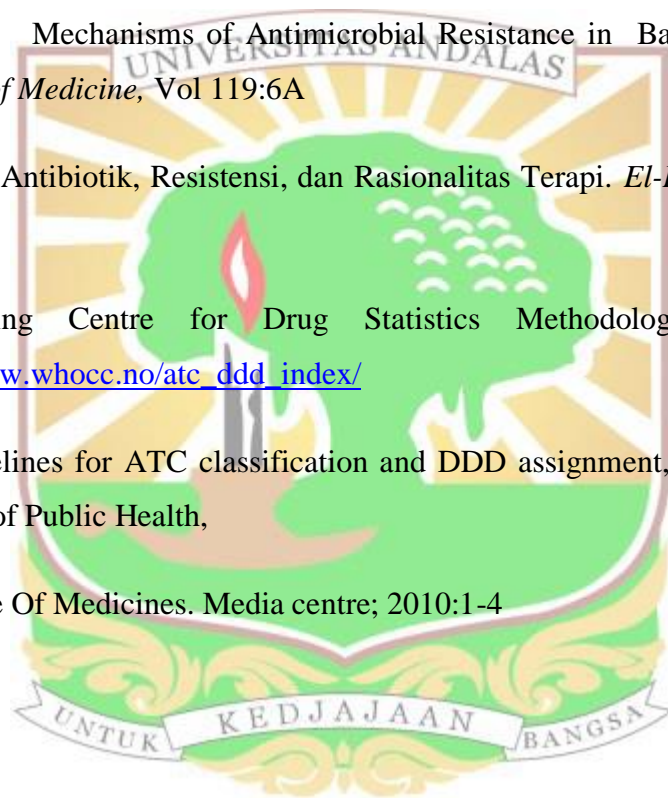 Mechanisms of Antimicrobial Resistance in Ba
UNIVERSITAS ANDALAS
of Medicine, Vol 119:6A
Antibiotik, Resistensi, dan Rasionalitas Terapi. El-
ing Centre for Drug Statistics Methodolog
w.whocc.no/atc_ddd_index/
elines for ATC classification and DDD assignment,
of Public Health,
e Of Medicines. Media centre; 2010:1-4
UNTUK KEDJAJAAN BANGSA